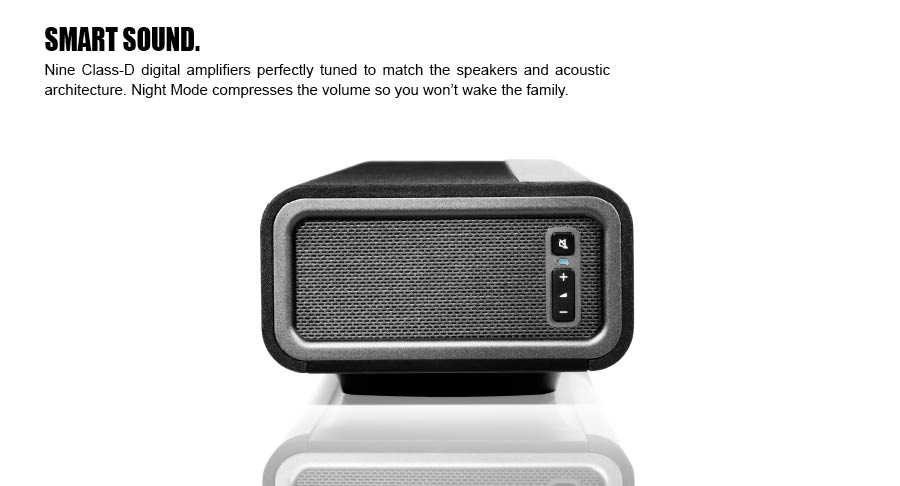 SMART SOUND.
Nine Class-D digital amplifiers perfectly tuned to match the speakers and acoustic
architecture. Night Mode compresses the volume so you won’t wake the family.